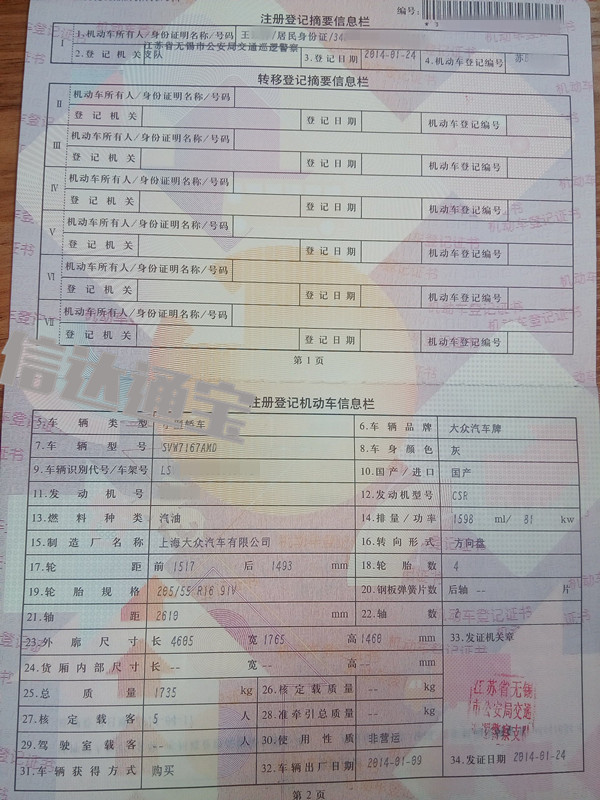 注册登记摘要信息栏
编号:
I 1.机动车所有人/身份证明名称/号码 王 /居民身份证/34
2.登记机关 江苏省无锡市公安局交通巡逻警察支队 3.登记日期 2014-01-24 4.机动车登记编号 苏
转移登记摘要信息栏
II 机动车所有人/身份证明名称/号码
登记机关 登记日期 机动车登记编号
III 机动车所有人/身份证明名称/号码
登记机关 登记日期 机动车登记编号
IV 机动车所有人/身份证明名称/号码
登记机关 登记日期 机动车登记编号
V 机动车所有人/身份证明名称/号码
登记机关 登记日期 机动车登记编号
VI 机动车所有人/身份证明名称/号码
登记机关 登记日期 机动车登记编号
VII 机动车所有人/身份证明名称/号码
登记机关 登记日期 机动车登记编号
第1页
信达通宝
注册登记机动车信息栏
5.车辆类型 轿车 6.车辆品牌 大众汽车牌
7.车辆型号 SVW7167AMD 8.车身颜色 灰
9.车辆识别代号/车架号 LS 10.国产/进口 国产
11.发动机号 12.发动机型号 CSR
13.燃料种类 汽油 14.排量/功率 1598 ml/ 81 kw
15.制造厂名称 上海大众汽车有限公司 16.转向形式 方向盘
17.轮距 前 1517 后 1493 mm 18.轮胎数 4
19.轮胎规格 205/55 R16 91V 20.钢板弹簧片数 后轴 -- 片
21.轴距 2610 mm 22.轴数 2
23.外廓尺寸 长 4605 宽 1765 高 1460 mm 33.发证机关章
24.货厢内部尺寸 长 -- 宽 -- 高 -- mm
25.总质量 1735 kg 26.核定载质量 -- kg
27.核定载客 5 人 28.准牵引总质量 -- kg
江苏省无锡市公安局交通巡逻警察支队
29.驾驶室载客 -- 人 30.使用性质 非营运
31.车辆获得方式 购买 32.车辆出厂日期 2014-01-09 34.发证日期 2014-01-24
第2页